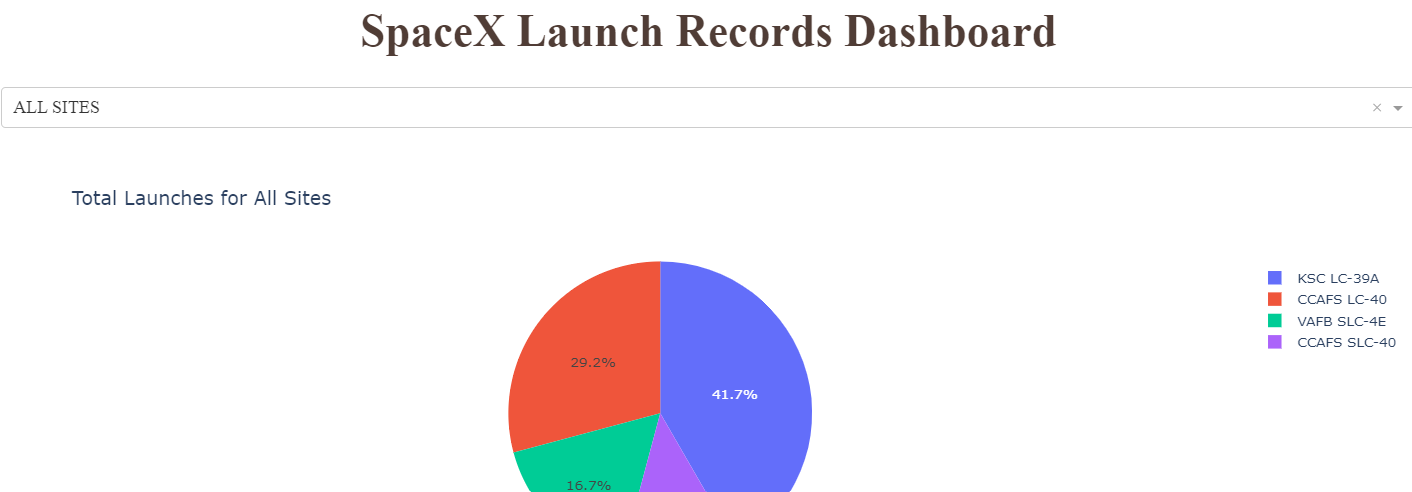 SpaceX Launch Records Dashboard
ALL SITES
Total Launches for All Sites
KSC LC-39A
CCAFS LC-40
VAFB SLC-4E
CCAFS SLC-40
29.2%
41.7%
16.7%